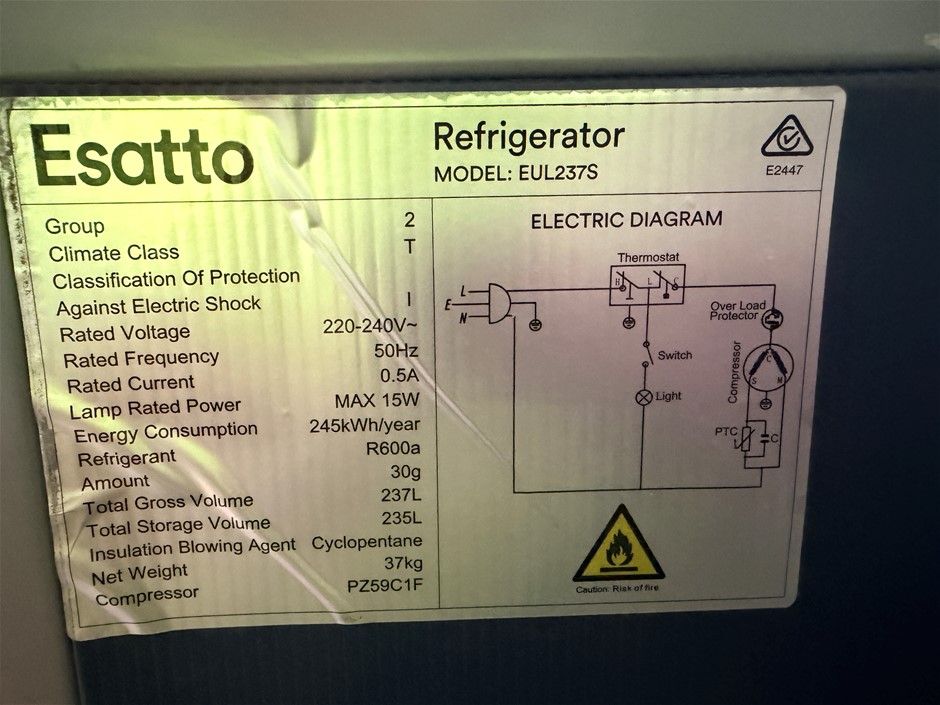 Esatto
Refrigerator
MODEL: EUL237S
E2447
Group 2
Climate Class T
Classification Of Protection
Against Electric Shock I
Rated Voltage 220-240V~
Rated Frequency 50Hz
Rated Current 0.5A
Lamp Rated Power MAX 15W
Energy Consumption 245kWh/year
Refrigerant R600a
Amount 30g
Total Gross Volume 237L
Total Storage Volume 235L
Insulation Blowing Agent Cyclopentane
Net Weight 37kg
Compressor PZ59C1F
ELECTRIC DIAGRAM
Thermostat
H L C
L
E
N
Over Load
Protector
Switch
Light
Compressor
C
S M
PTC C
Caution: Risk of fire